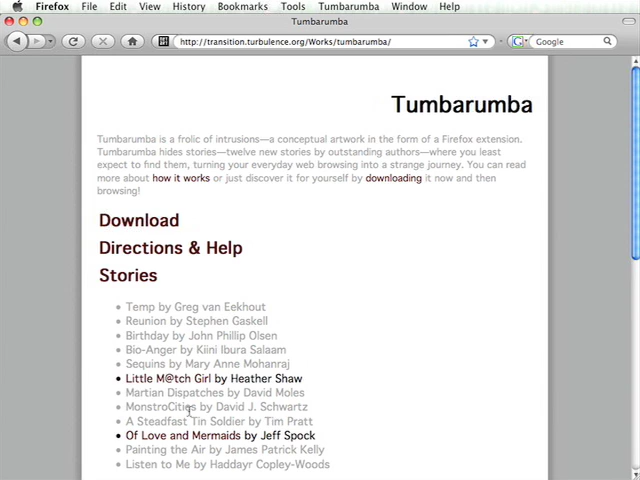 Firefox File Edit View History Bookmarks Tools Tumbarumba Window Help
Tumbarumba
http://transition.turbulence.org/Works/tumbarumba/ Google
Tumbarumba
Tumbarumba is a frolic of intrusions—a conceptual artwork in the form of a Firefox extension.
Tumbarumba hides stories—twelve new stories by outstanding authors—where you least
expect to find them, turning your everyday web browsing into a strange journey. You can read
more about how it works or just discover it for yourself by downloading it now and then
browsing!
Download
Directions & Help
Stories
• Temp by Greg van Eekhout
• Reunion by Stephen Gaskell
• Birthday by John Phillip Olsen
• Bio-Anger by Kiini Ibura Salaam
• Sequins by Mary Anne Mohanraj
• Little M@tch Girl by Heather Shaw
• Martian Dispatches by David Moles
• MonstroCities by David J. Schwartz
• A Steadfast Tin Soldier by Tim Pratt
• Of Love and Mermaids by Jeff Spock
• Painting the Air by James Patrick Kelly
• Listen to Me by Haddayr Copley-Woods